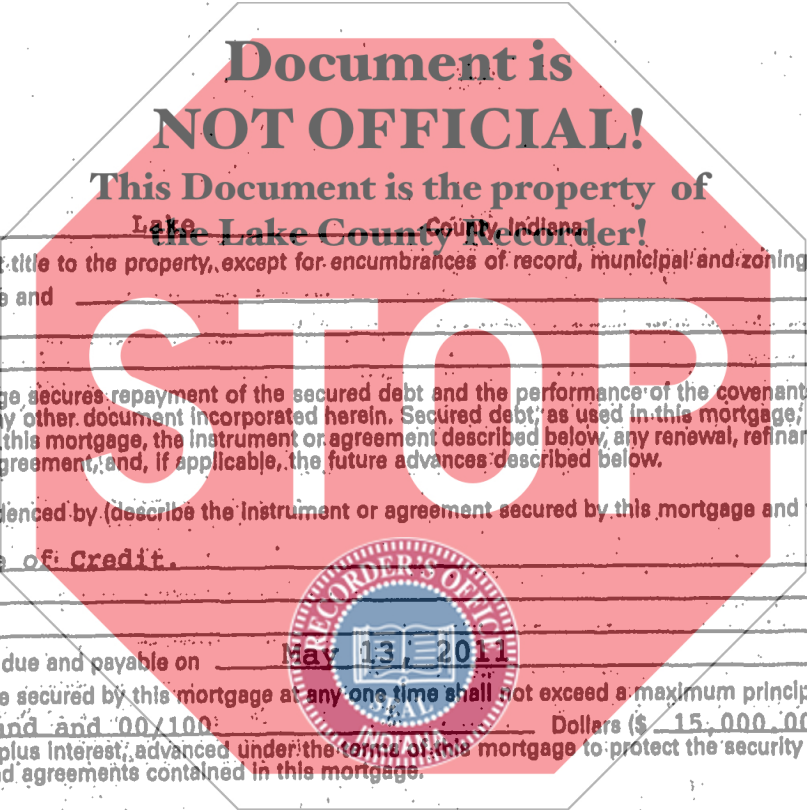 Document is
NOT OFFICIAL!
This Document is the property of
the Lake County Recorder!
Lake County, Indiana
title to the property, except for encumbrances of record, municipal and zoning
e and
STOP
ge secures repayment of the secured debt and the performance of the covenant
y other document incorporated herein. Secured debt, as used in this mortgage,
this mortgage, the instrument or agreement described below, any renewal, refinan
greement, and, if applicable, the future advances described below.
denced by (describe the instrument or agreement secured by this mortgage and
e of Credit.
RECORDER'S OFFICE
SEAL
INDIANA
due and payable on May 13, 2011
e secured by this mortgage at any one time shall not exceed a maximum princip
and and 00/100 Dollars ($ 15,000.00
plus interest, advanced under the terms of this mortgage to protect the security
d agreements contained in this mortgage.